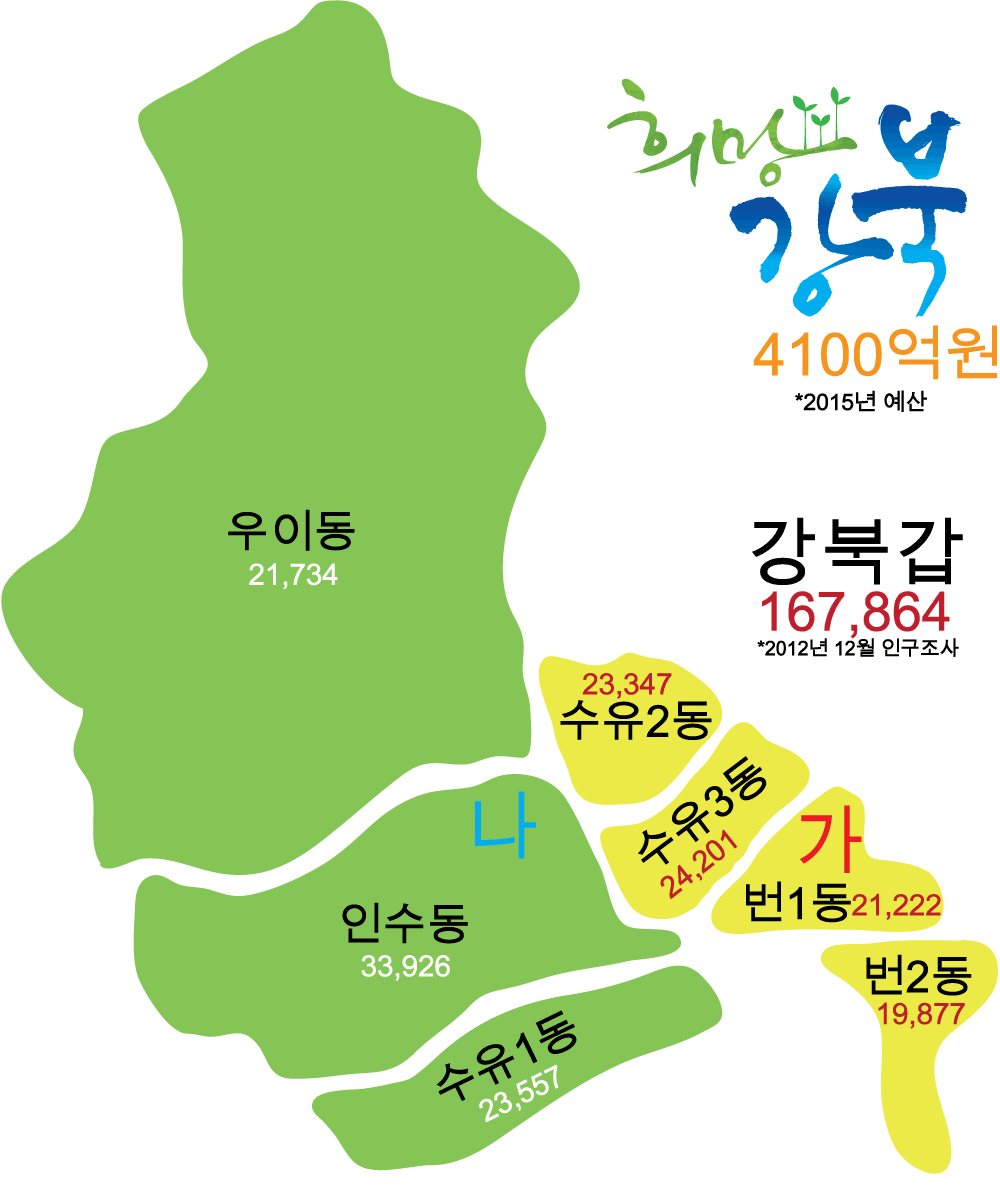 희망
강북
4100억원
*2015년 예산
우이동
21,734
강북갑
167,864
*2012년 12월 인구조사
23,347
수유2동
수유3동
24,201
나
가
번1동 21,222
인수동
33,926
번2동
19,877
수유1동
23,557